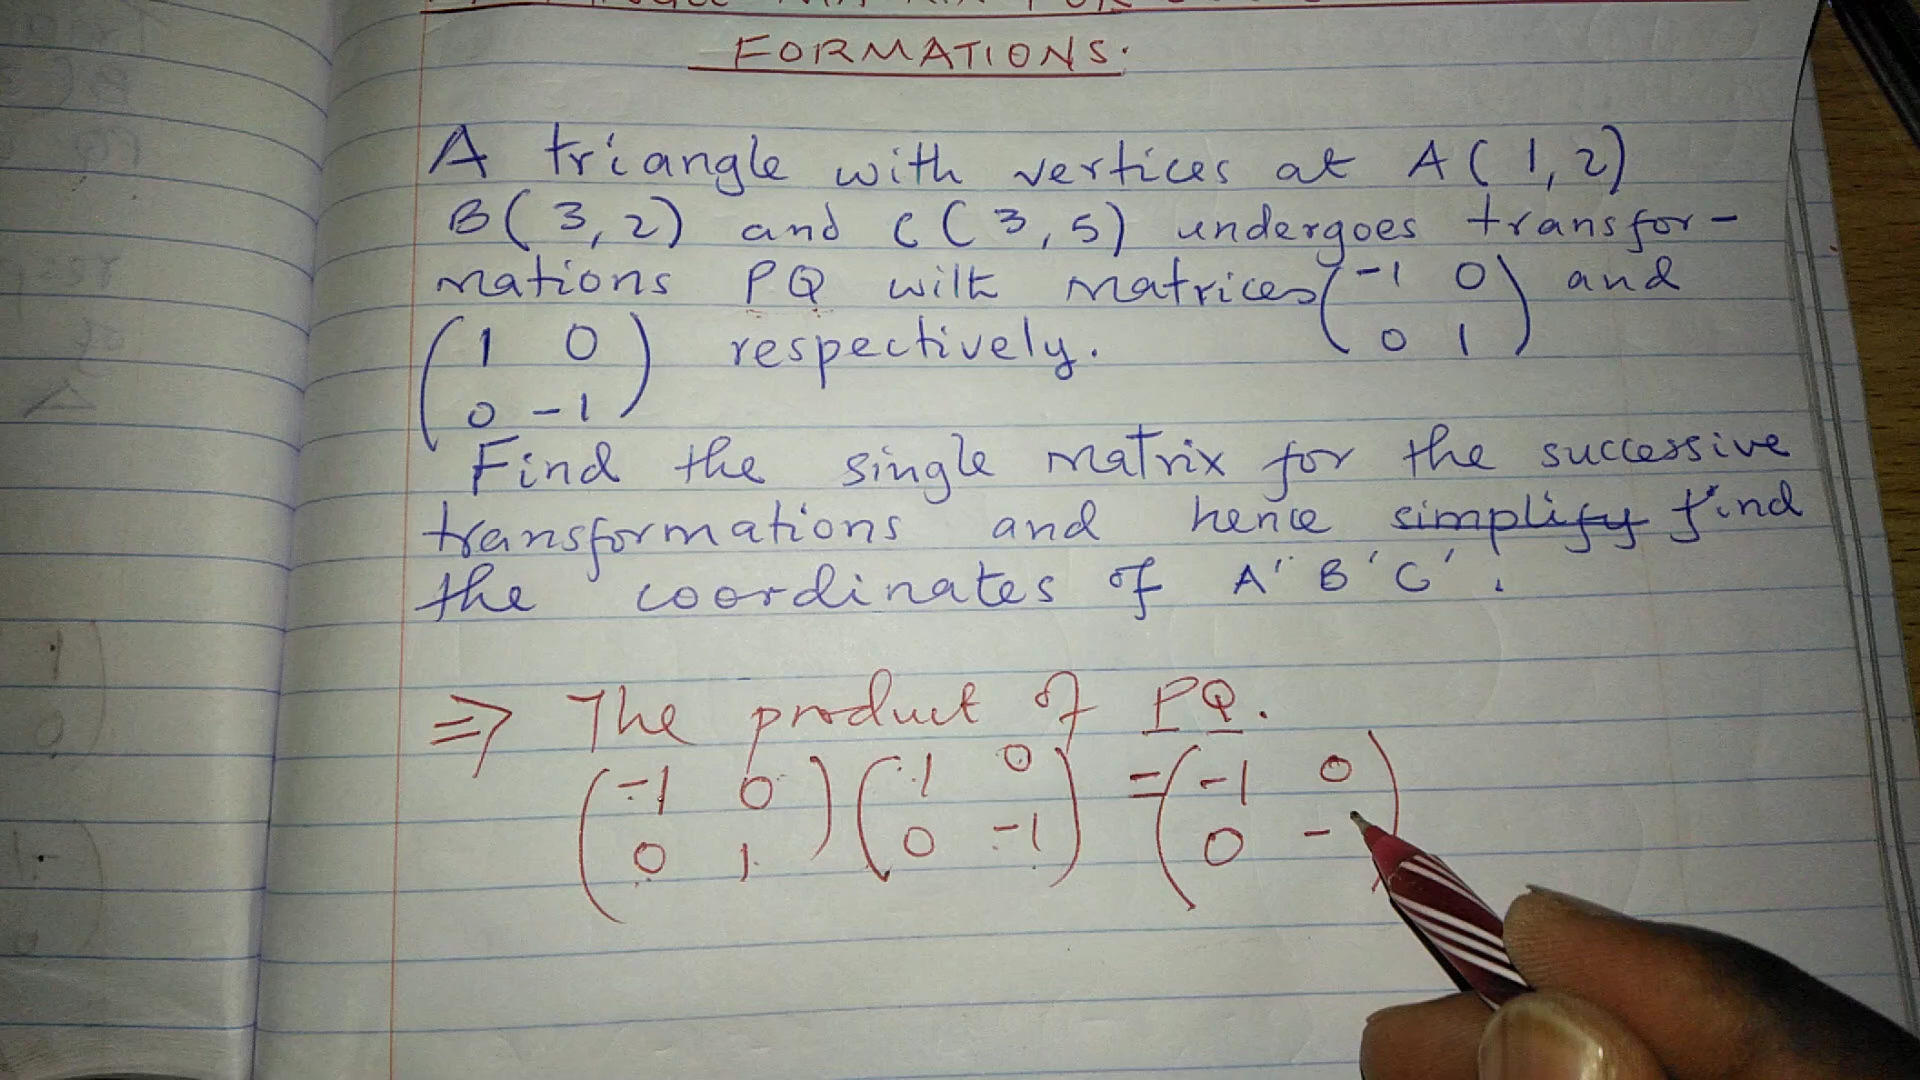 FORMATIONS.
A triangle with vertices at A(1,2)
B(3,2) and C(3,5) undergoes transfor-
mations PQ with matrices (-1 0) and
(0 1)
(1 0) respectively.
(0 -1)
Find the single matrix for the successive
transformations and hence simplify find
the coordinates of A' B' C'.
⇒ The product of PQ.
(-1 0)(1 0) = (-1 0)
(0 1)(0 -1) (0 -